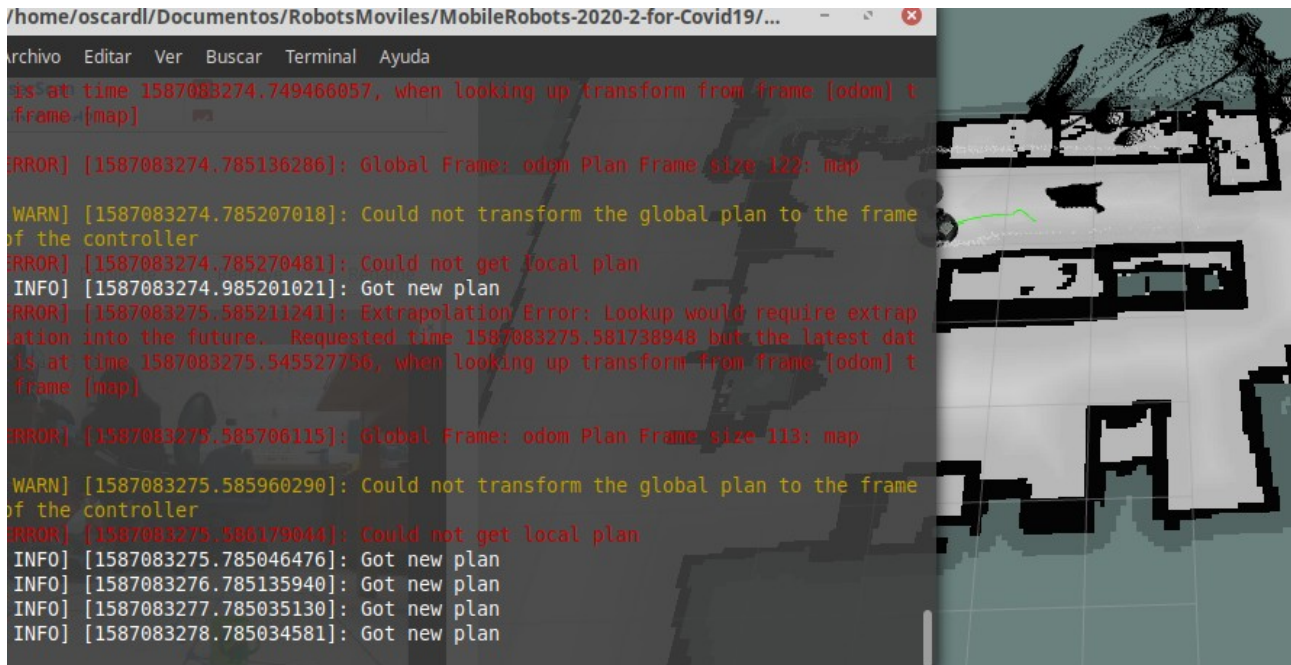 /home/oscardl/Documentos/RobotsMoviles/MobileRobots-2020-2-for-Covid19/...
Archivo Editar Ver Buscar Terminal Ayuda
is at time 1587083274.749466057, when looking up transform from frame [odom] t
frame [map]
ERROR] [1587083274.785136286]: Global Frame: odom Plan Frame size 122: map
WARN] [1587083274.785207018]: Could not transform the global plan to the frame
of the controller
ERROR] [1587083274.785270481]: Could not get local plan
INFO] [1587083274.985201021]: Got new plan
ERROR] [1587083275.585211241]: Extrapolation Error: Lookup would require extrap
ation into the future.  Requested time 1587083275.581738948 but the latest dat
is at time 1587083275.545527756, when looking up transform from frame [odom] t
frame [map]
ERROR] [1587083275.585706115]: Global Frame: odom Plan Frame size 113: map
WARN] [1587083275.585960290]: Could not transform the global plan to the frame
of the controller
ERROR] [1587083275.586179044]: Could not get local plan
INFO] [1587083275.785046476]: Got new plan
INFO] [1587083276.785135940]: Got new plan
INFO] [1587083277.785035130]: Got new plan
INFO] [1587083278.785034581]: Got new plan